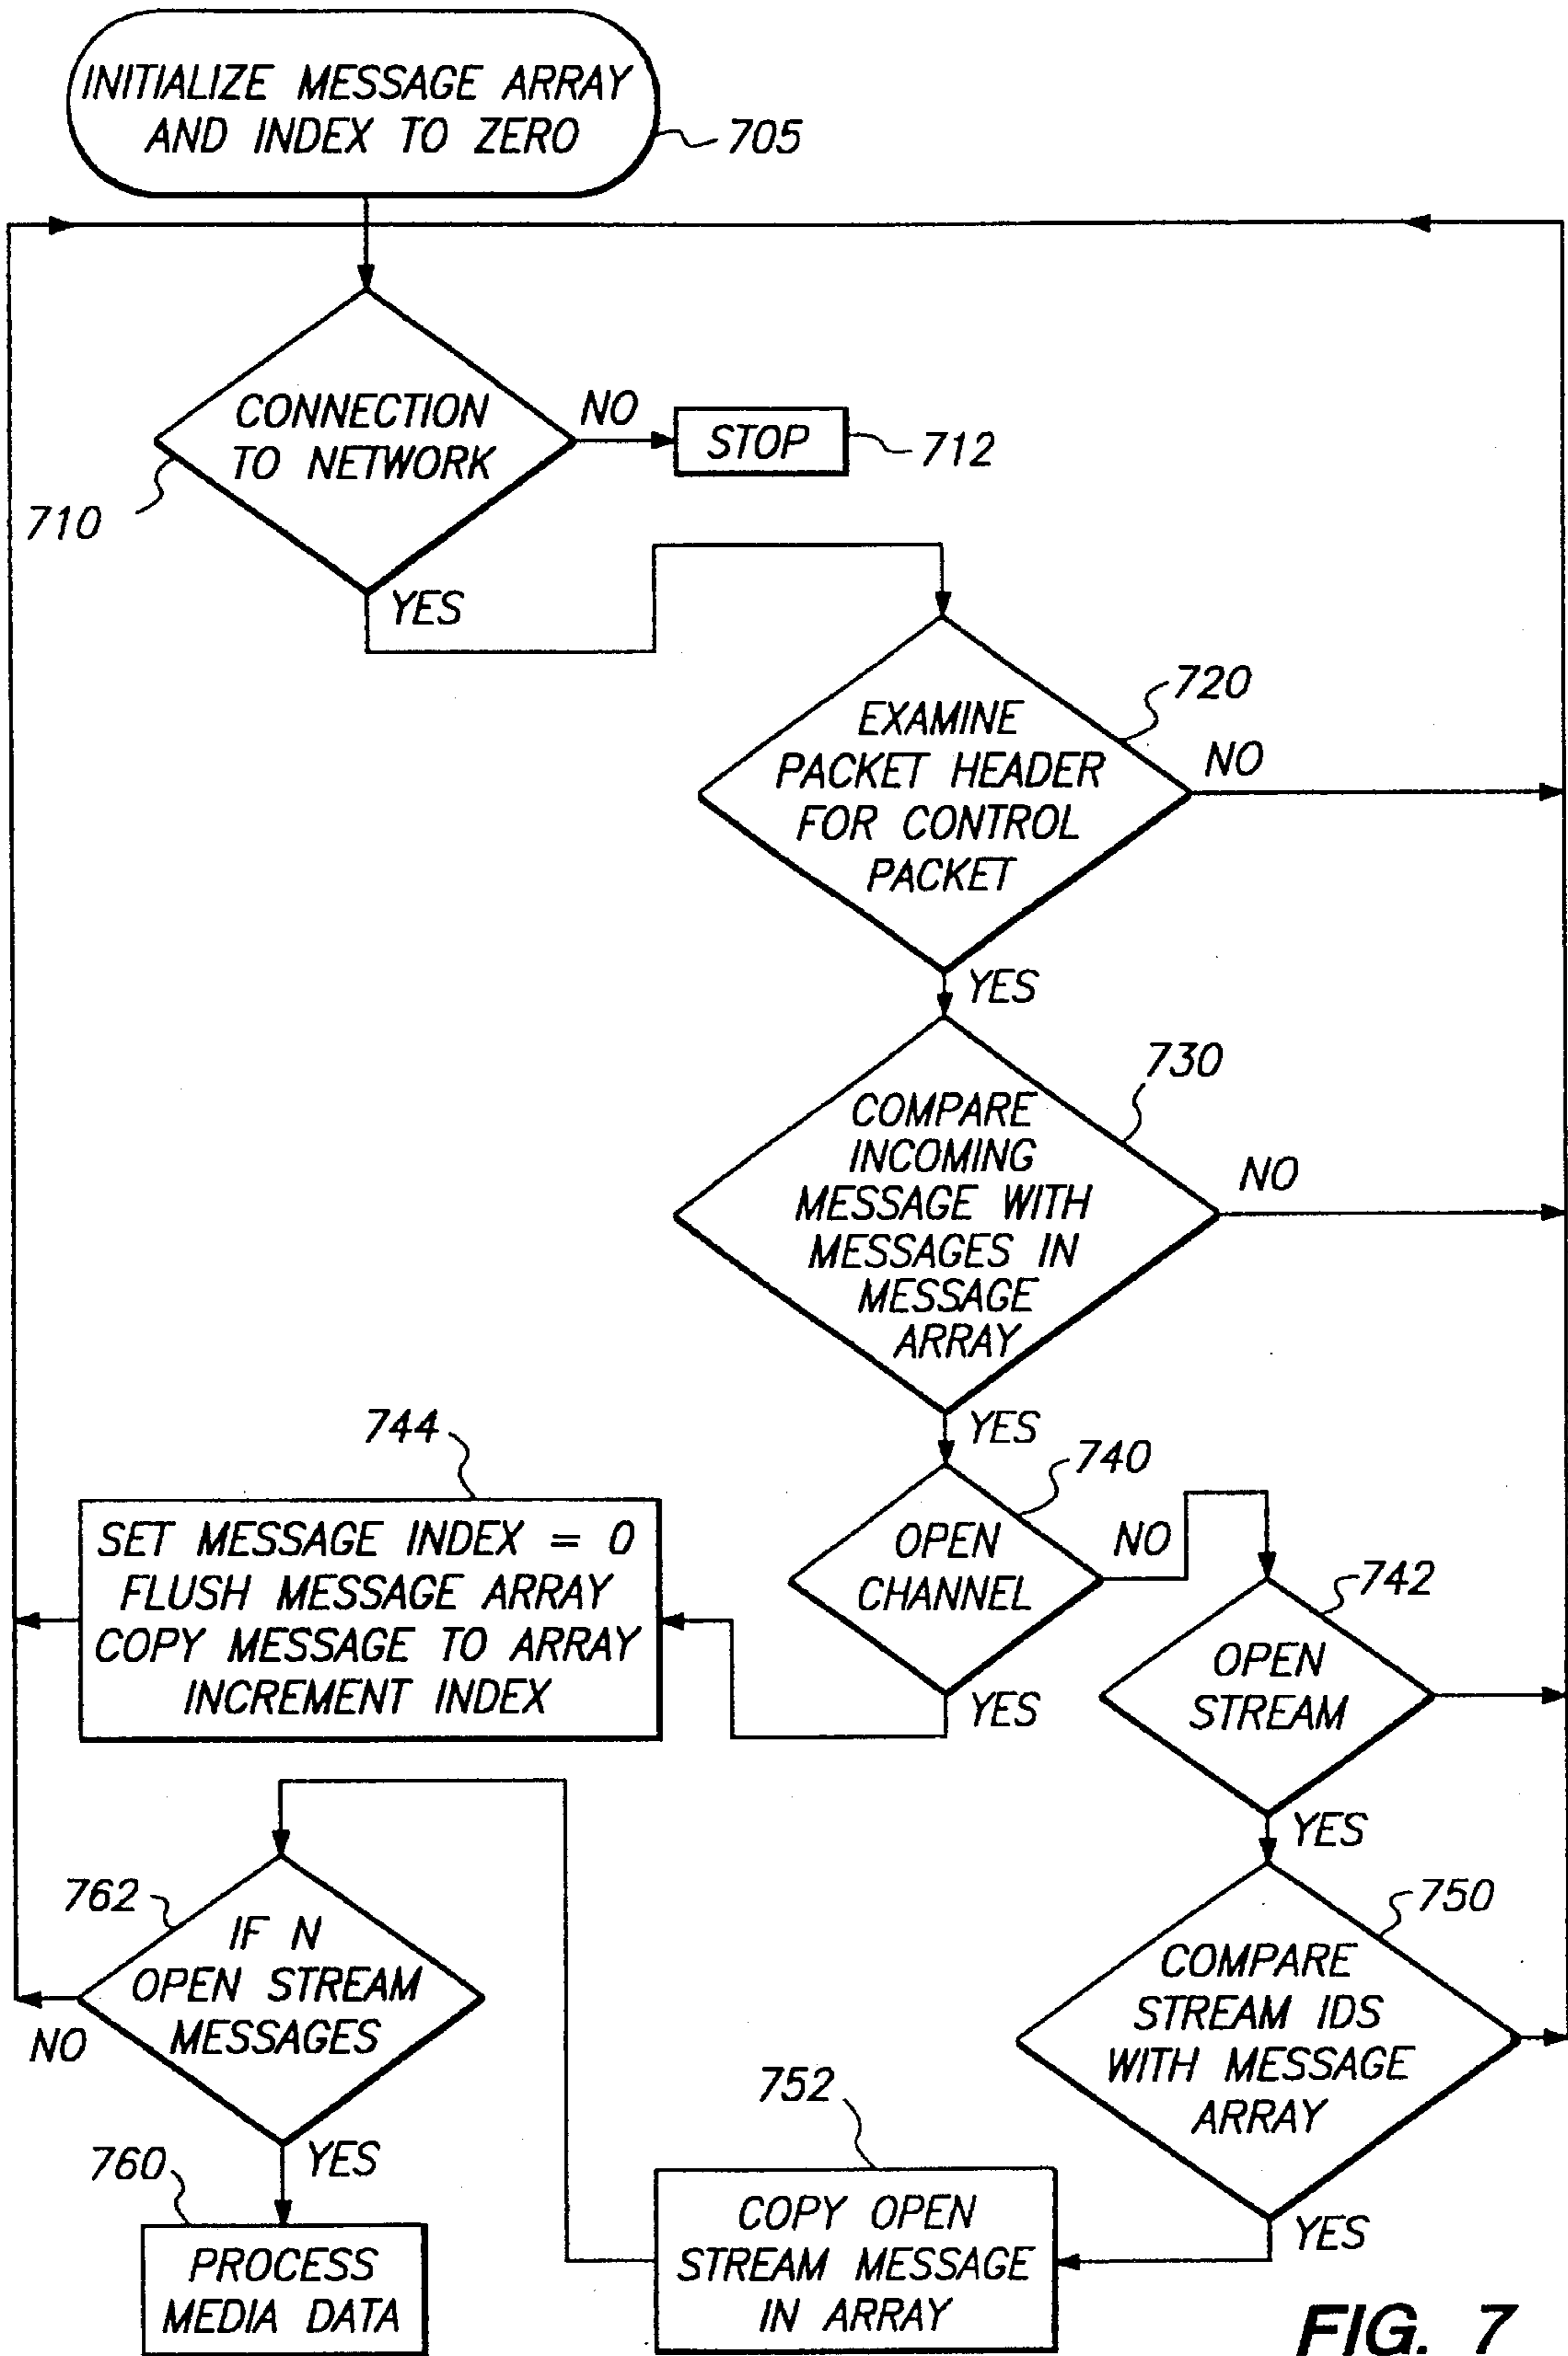 INITIALIZE MESSAGE ARRAY
AND INDEX TO ZERO
705
CONNECTION
TO NETWORK
NO
STOP
712
710
YES
720
EXAMINE
PACKET HEADER
FOR CONTROL
PACKET
NO
YES
730
COMPARE
INCOMING
MESSAGE WITH
MESSAGES IN
MESSAGE
ARRAY
NO
YES
744
SET MESSAGE INDEX = 0
FLUSH MESSAGE ARRAY
COPY MESSAGE TO ARRAY
INCREMENT INDEX
740
OPEN
CHANNEL
NO
YES
742
OPEN
STREAM
YES
762
IF N
OPEN STREAM
MESSAGES
NO
YES
750
COMPARE
STREAM IDS
WITH MESSAGE
ARRAY
YES
752
COPY OPEN
STREAM MESSAGE
IN ARRAY
760
PROCESS
MEDIA DATA
FIG. 7